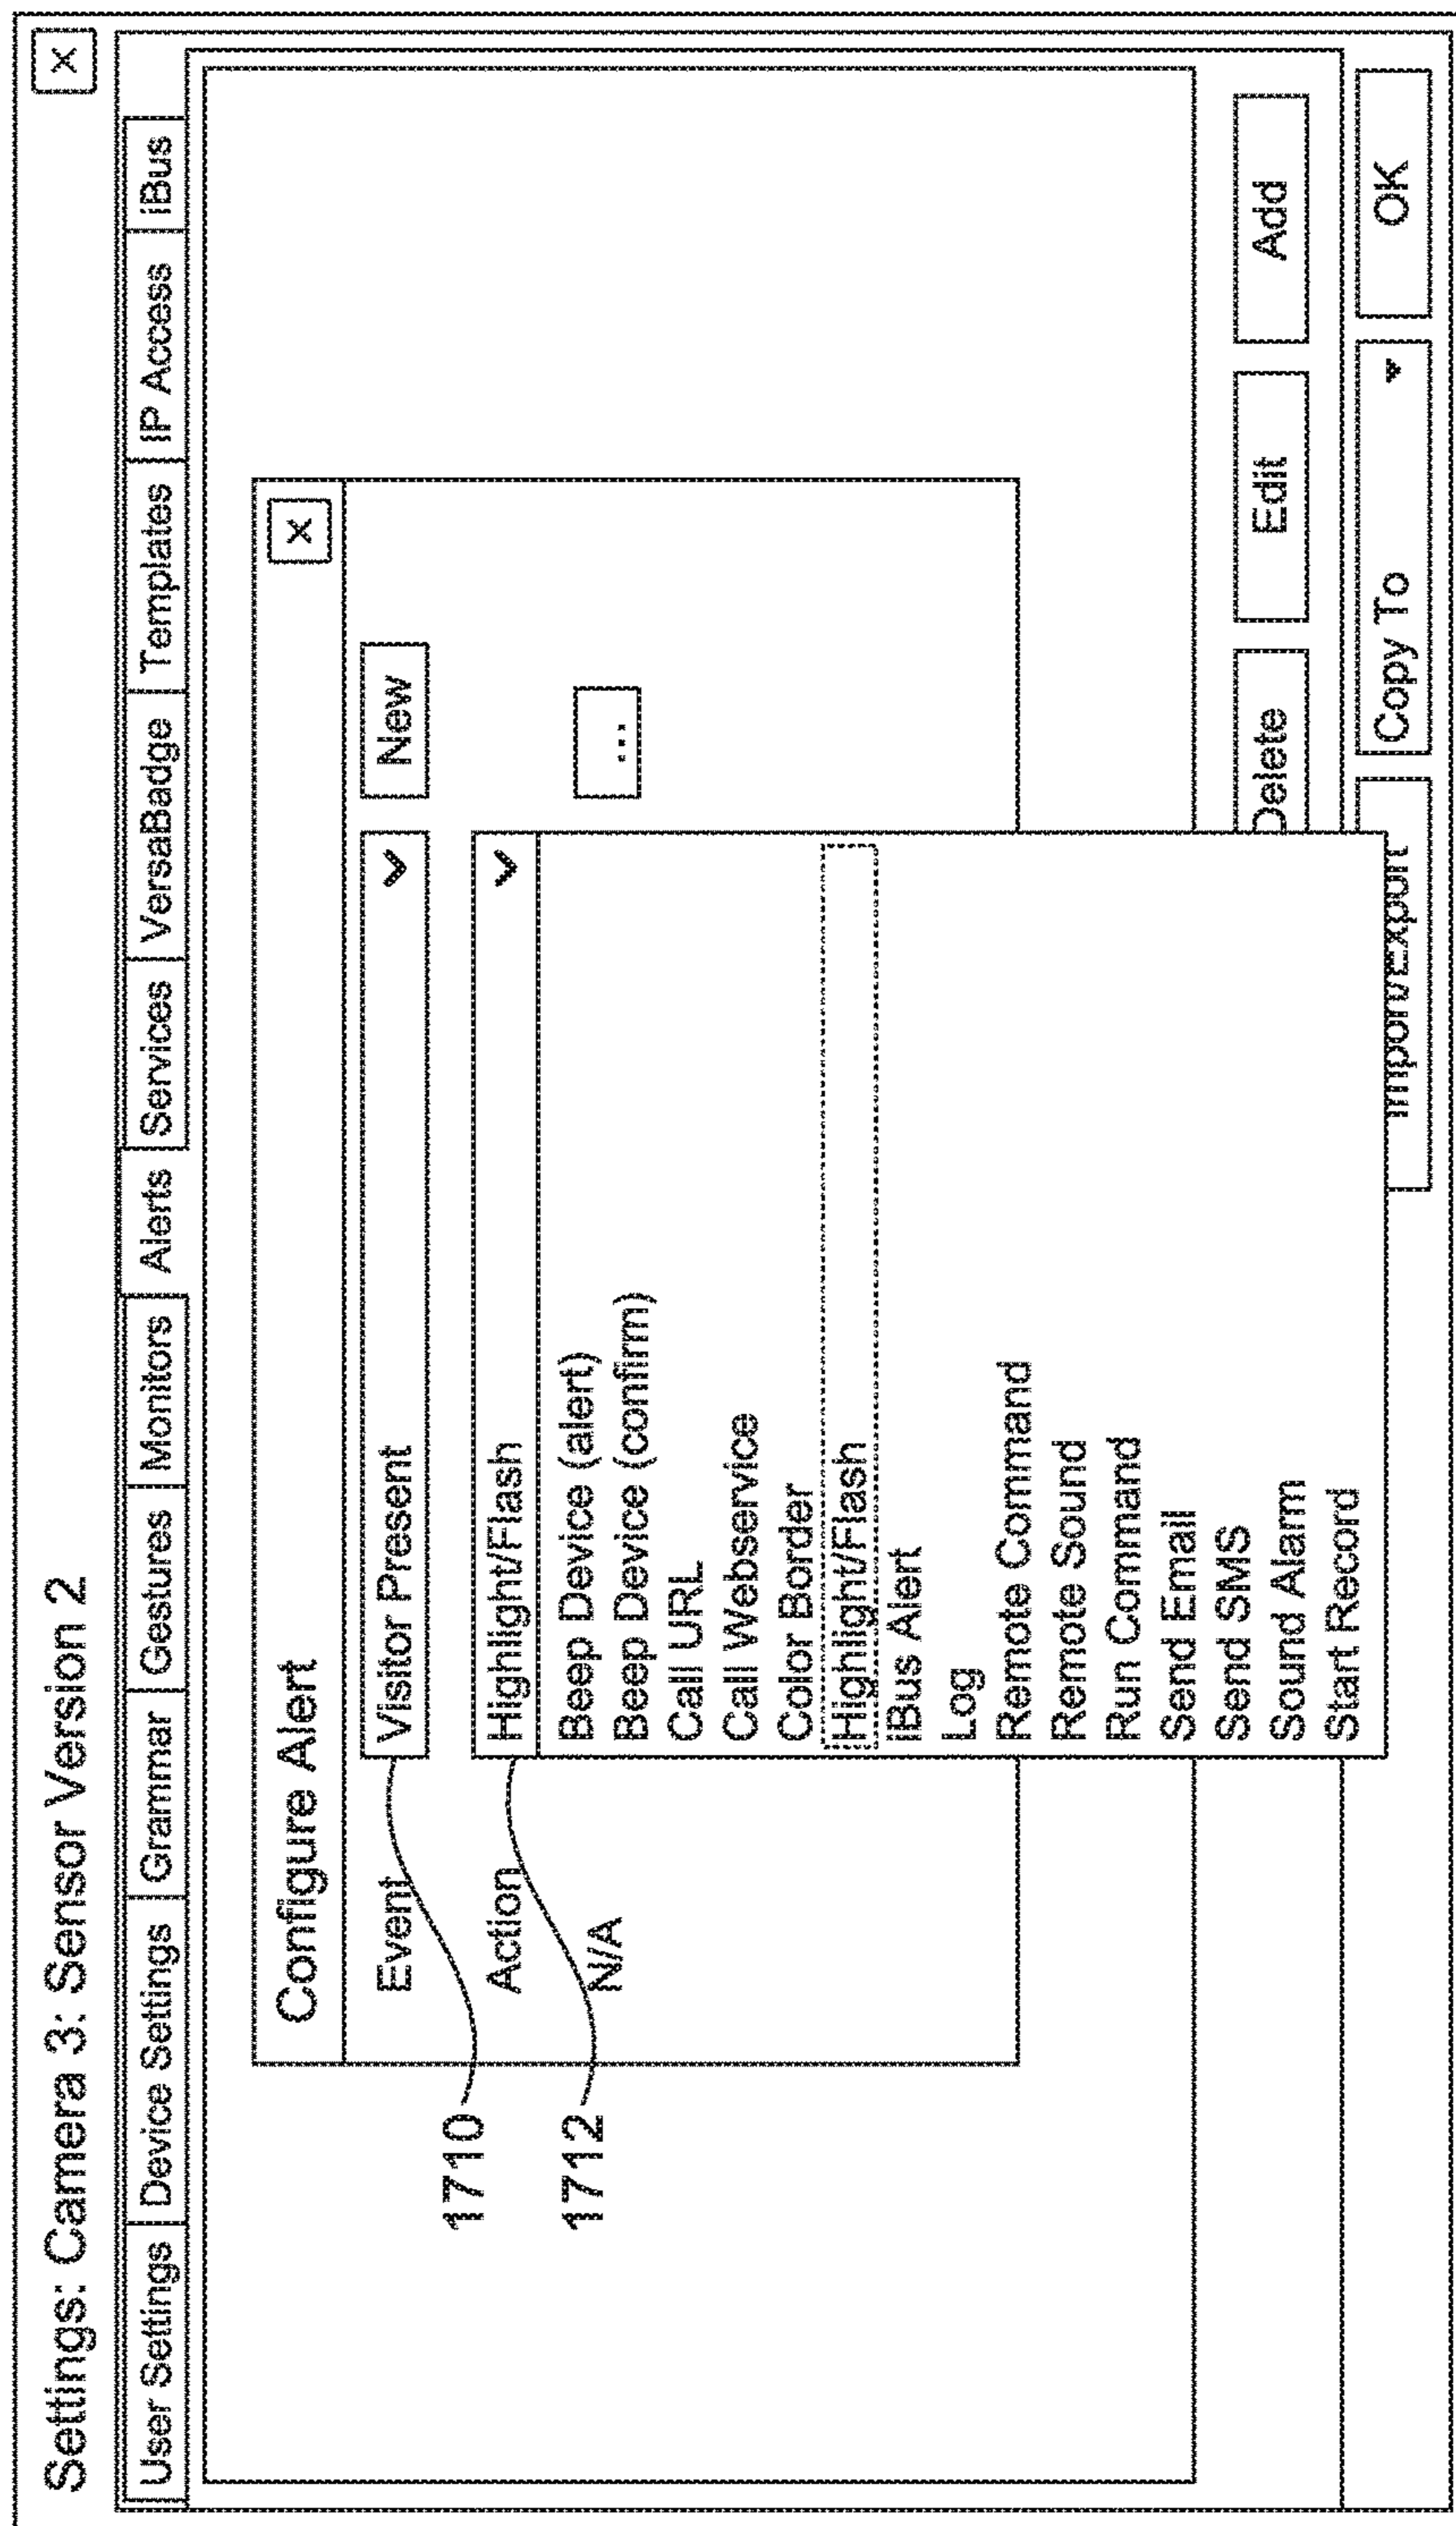 Settings: Camera 3: Sensor Version 2
x
User Settings Device Settings Grammar Gestures Monitors Alerts Services VersaBadge Templates IP Access iBus
Configure Alert
x
Event Visitor Present New
1710
Action Highlight/Flash
1712
N/A ...
Beep Device (alert)
Beep Device (confirm)
Call URL
Call Webservice
Color Border
Highlight/Flash
iBus Alert
Log
Remote Command
Remote Sound
Run Command
Send Email
Send SMS
Sound Alarm
Start Record
Delete Edit Add
Import/Export Copy To OK